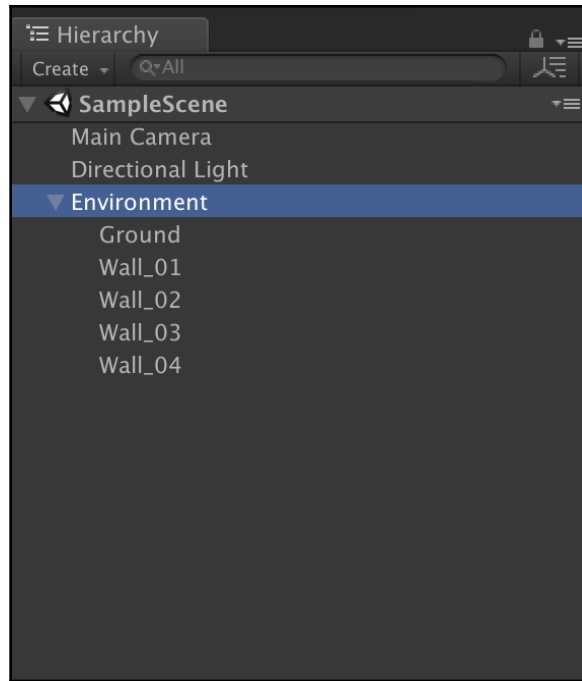 Hierarchy
Create All
SampleScene
Main Camera
Directional Light
Environment
Ground
Wall_01
Wall_02
Wall_03
Wall_04